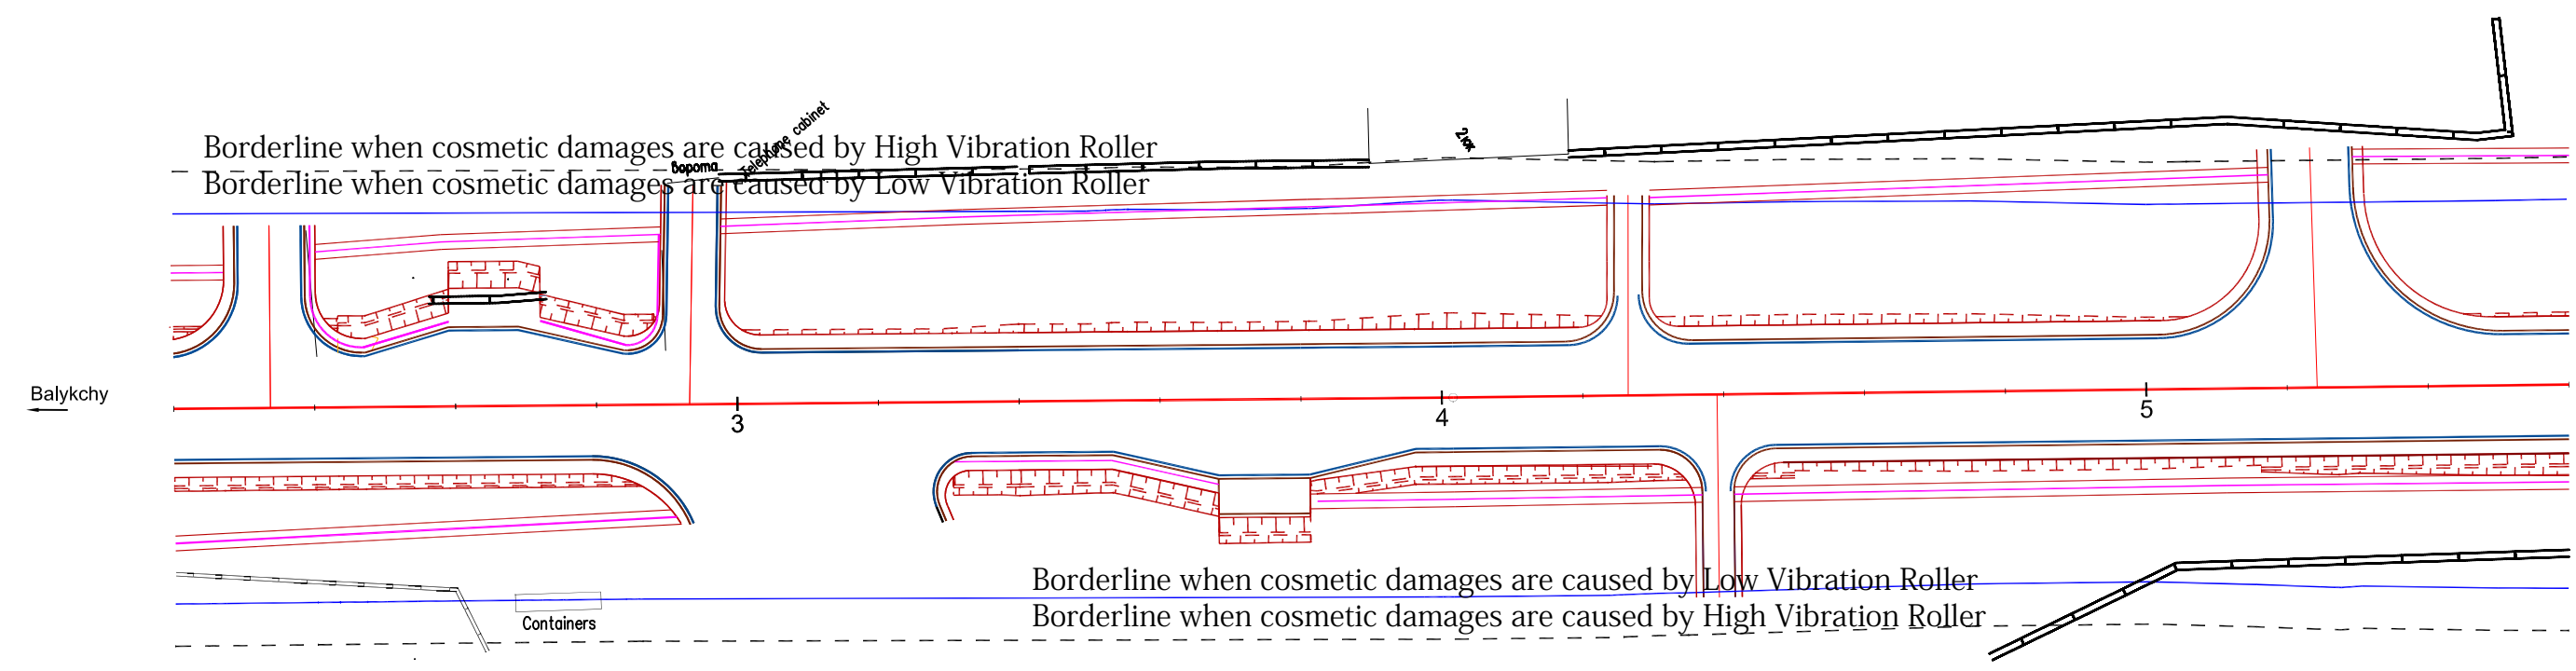 Telephone cabinet
Borderline when cosmetic damages are caused by High Vibration Roller
ворота
Borderline when cosmetic damages are caused by Low Vibration Roller
Balykchy
3
4
5
Borderline when cosmetic damages are caused by Low Vibration Roller
Containers
Borderline when cosmetic damages are caused by High Vibration Roller